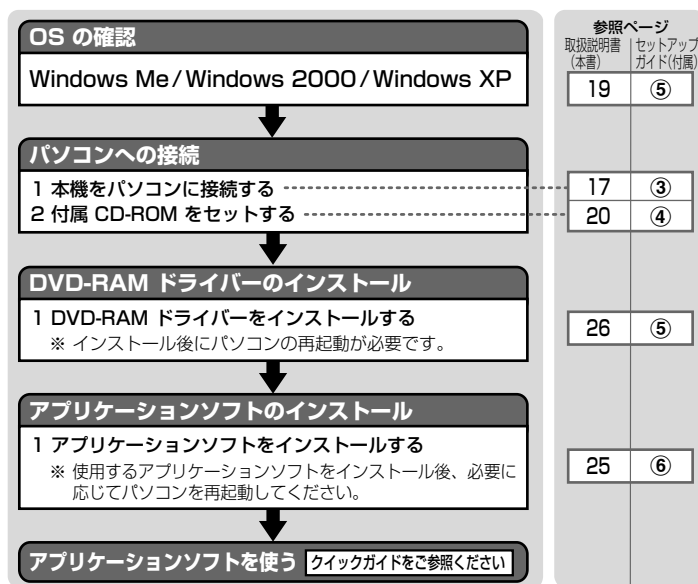 OS の確認
Windows Me/Windows 2000/Windows XP
パソコンへの接続
1 本機をパソコンに接続する
2 付属 CD-ROM をセットする
DVD-RAM ドライバーのインストール
1 DVD-RAM ドライバーをインストールする
※ インストール後にパソコンの再起動が必要です。
アプリケーションソフトのインストール
1 アプリケーションソフトをインストールする
※ 使用するアプリケーションソフトをインストール後、必要に
応じてパソコンを再起動してください。
アプリケーションソフトを使う クイックガイドをご参照ください
参照ページ
取扱説明書 セットアップ
(本書) ガイド(付属)
19 ⑤
17 ③
20 ④
26 ⑤
25 ⑥